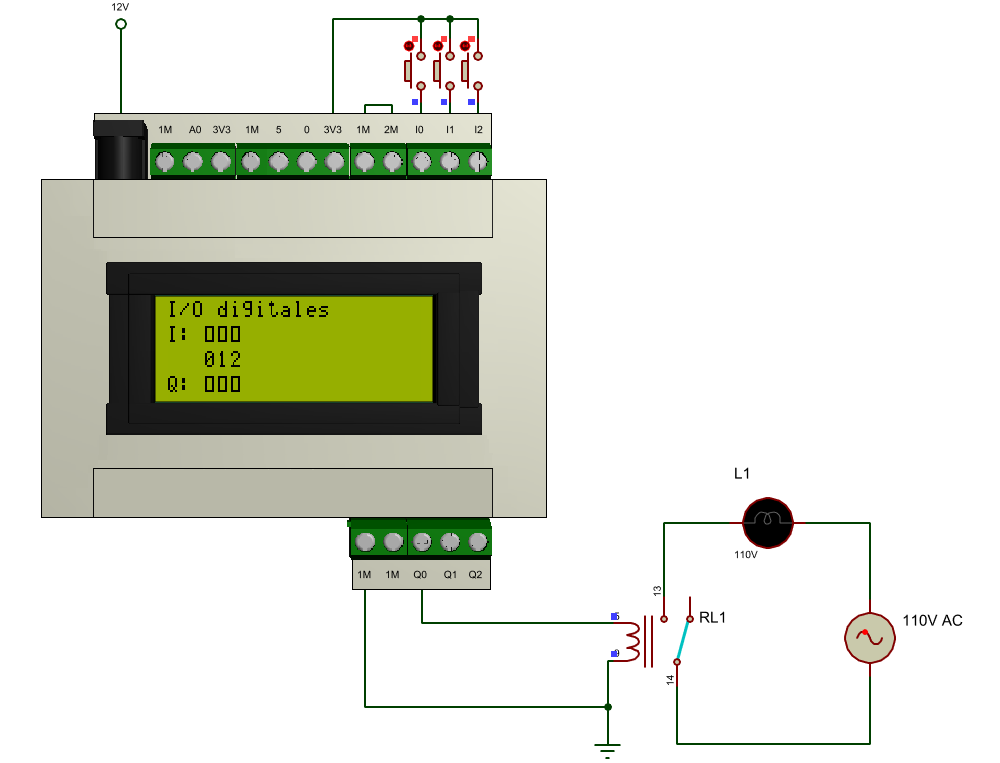 12V
1M A0 3V3 1M 5 0 3V3 1M 2M I0 I1 I2
I/O digitales
I: 000
012
Q: 000
L1
110V
1M 1M Q0 Q1 Q2
13
RL1
110V AC
14